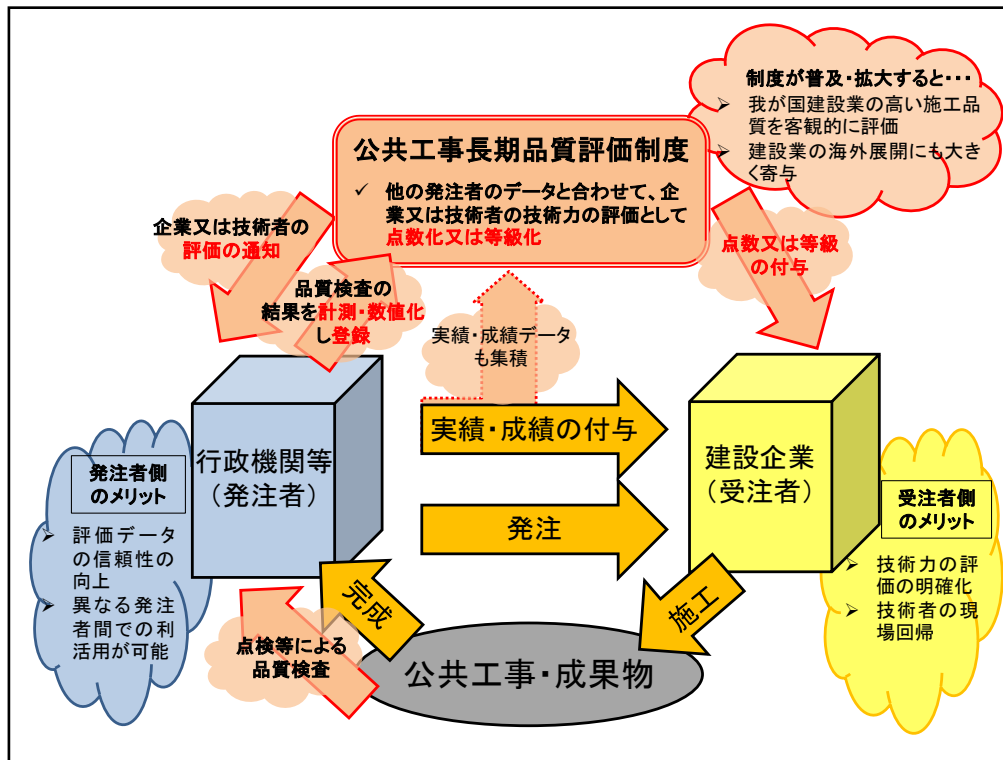 制度が普及・拡大すると・・・
➢ 我が国建設業の高い施工品
質を客観的に評価
➢ 建設業の海外展開にも大き
く寄与
公共工事長期品質評価制度
✓ 他の発注者のデータと合わせて、企
業又は技術者の技術力の評価として
点数化又は等級化
企業又は技術者の
評価の通知
点数又は等級
の付与
品質検査の
結果を計測・数値化
し登録
実績・成績データ
も集積
実績・成績の付与
行政機関等
（発注者）
建設企業
（受注者）
発注
発注者側
のメリット
➢ 評価データ
の信頼性の
向上
➢ 異なる発注
者間での利
活用が可能
受注者側
のメリット
➢ 技術力の評
価の明確化
➢ 技術者の現
場回帰
完成
施工
点検等による
品質検査
公共工事・成果物